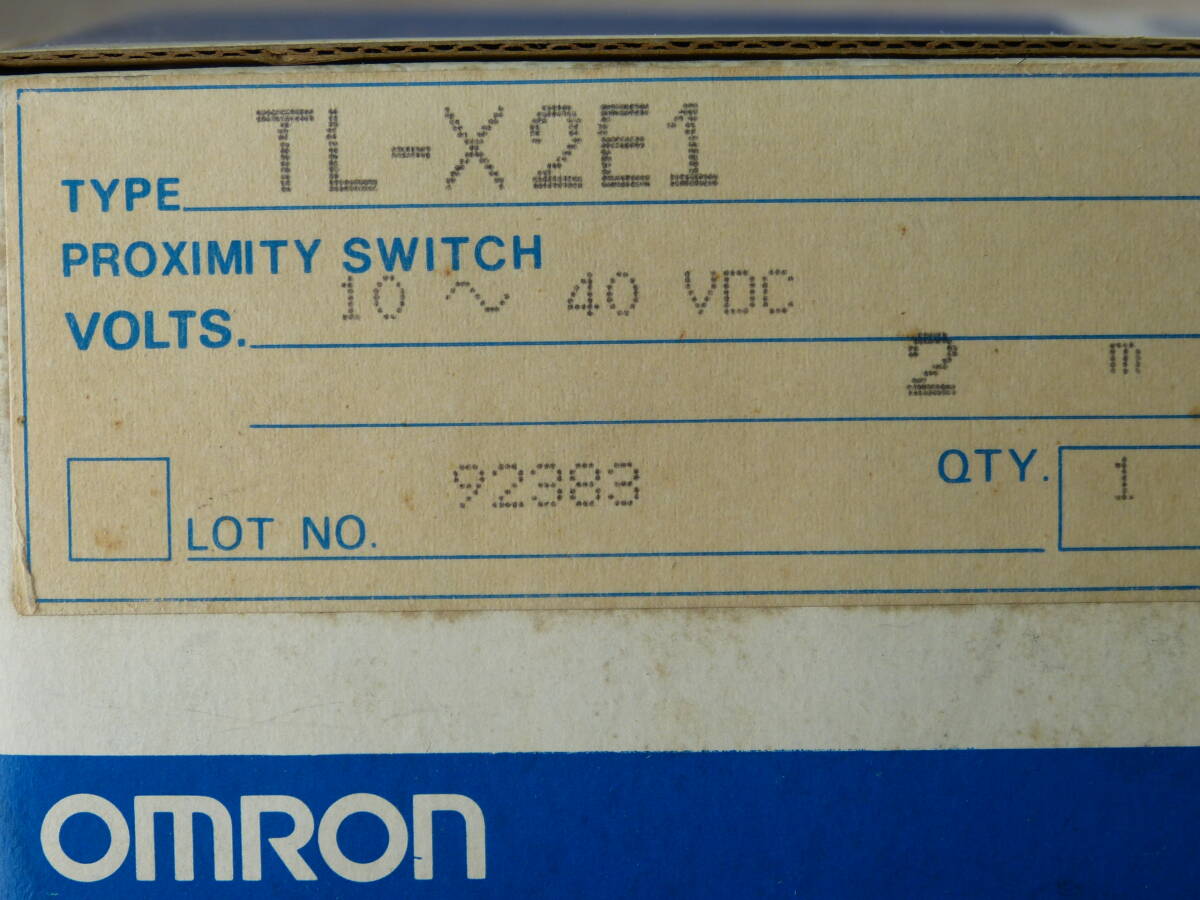 TYPE TL-X2E1
PROXIMITY SWITCH
VOLTS. 10 ~ 40 VDC
2 m
LOT NO. 92383 QTY. 1
OMRON